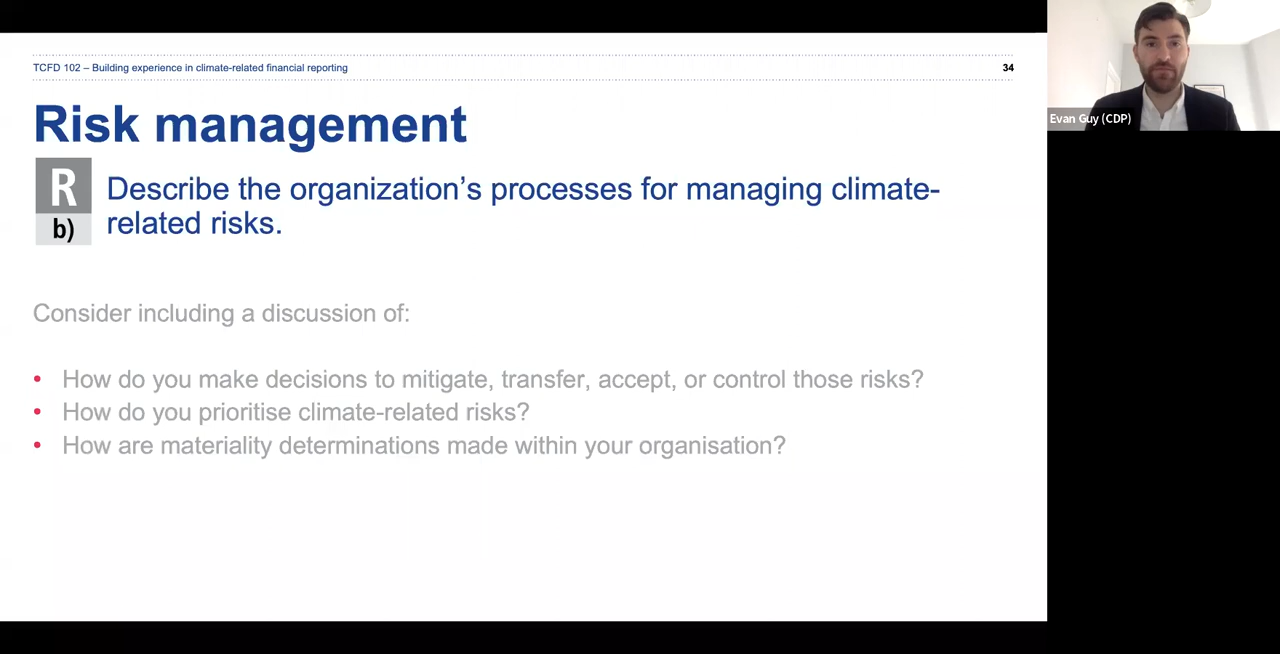 TCFD 102 – Building experience in climate-related financial reporting
34
Risk management
R
b)
Describe the organization’s processes for managing climate-
related risks.
Consider including a discussion of:
• How do you make decisions to mitigate, transfer, accept, or control those risks?
• How do you prioritise climate-related risks?
• How are materiality determinations made within your organisation?
Evan Guy (CDP)